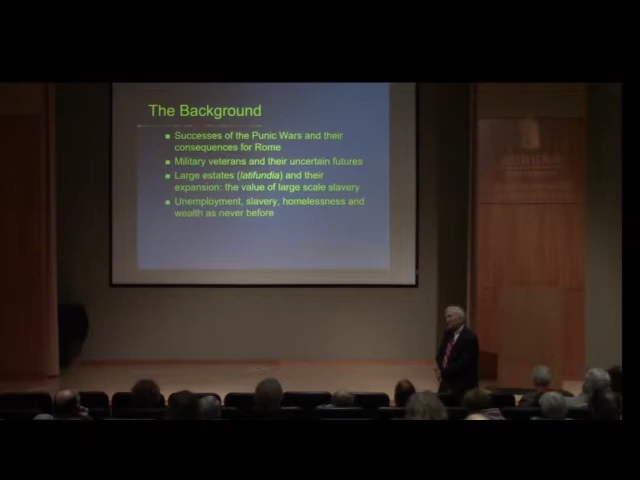 The Background
Successes of the Punic Wars and their
consequences for Rome
Military veterans and their uncertain futures
Large estates (latifundia) and their
expansion: the value of large scale slavery
Unemployment, slavery, homelessness and
wealth as never before
AUBURN